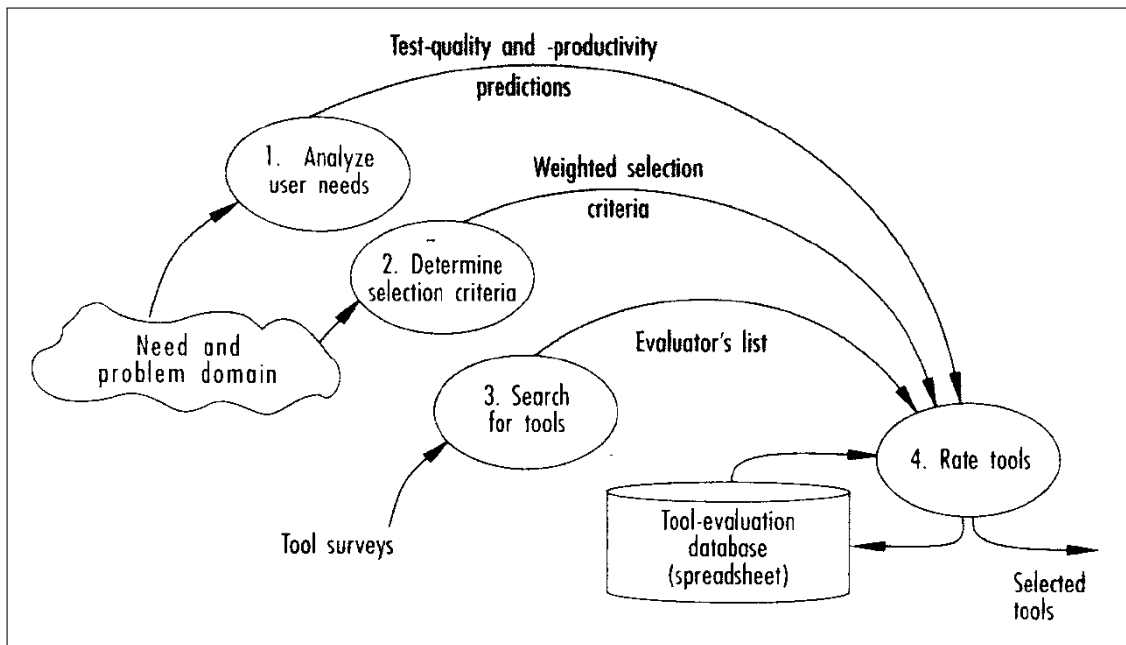 Test-quality and -productivity
predictions
1. Analyze
user needs
Weighted selection
criteria
2. Determine
selection criteria
Need and
problem domain
Evaluator's list
3. Search
for tools
4. Rate tools
Tool surveys
Tool-evaluation
database
(spreadsheet)
Selected
tools